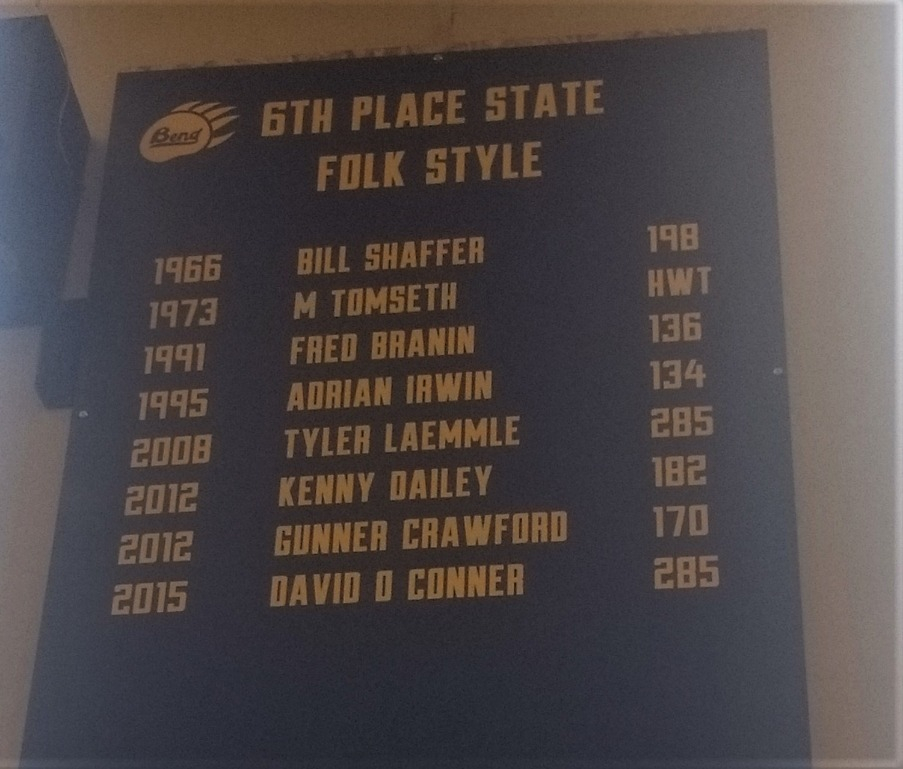 Bend
6TH PLACE STATE
FOLK STYLE
1966 BILL SHAFFER 198
1973 M TOMSETH HWT
1991 FRED BRANIN 136
1995 ADRIAN IRWIN 134
2008 TYLER LAEMMLE 285
2012 KENNY DAILEY 182
2012 GUNNER CRAWFORD 170
2015 DAVID O CONNER 285